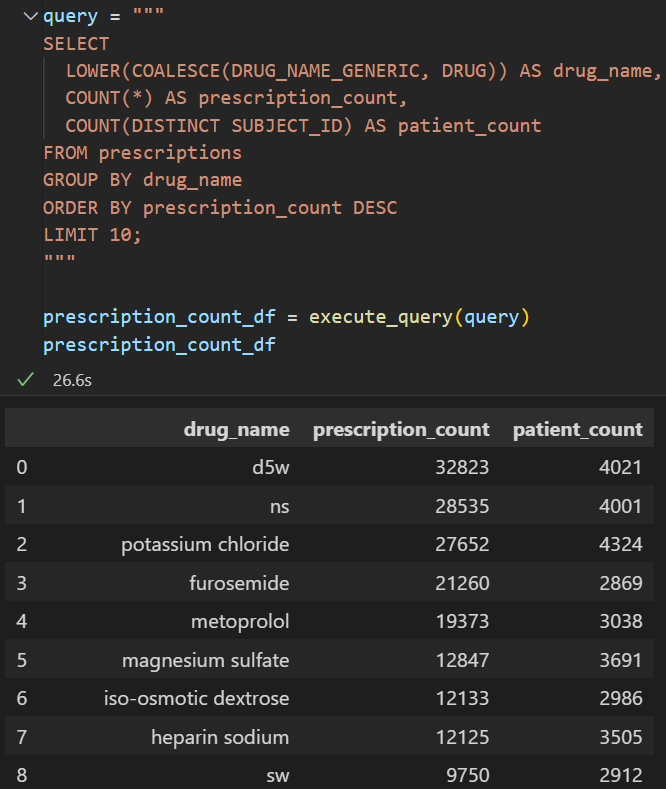 query = """
SELECT
LOWER(COALESCE(DRUG_NAME_GENERIC, DRUG)) AS drug_name,
COUNT(*) AS prescription_count,
COUNT(DISTINCT SUBJECT_ID) AS patient_count
FROM prescriptions
GROUP BY drug_name
ORDER BY prescription_count DESC
LIMIT 10;
"""
prescription_count_df = execute_query(query)
prescription_count_df
26.6s
drug_name prescription_count patient_count
0 d5w 32823 4021
1 ns 28535 4001
2 potassium chloride 27652 4324
3 furosemide 21260 2869
4 metoprolol 19373 3038
5 magnesium sulfate 12847 3691
6 iso-osmotic dextrose 12133 2986
7 heparin sodium 12125 3505
8 sw 9750 2912